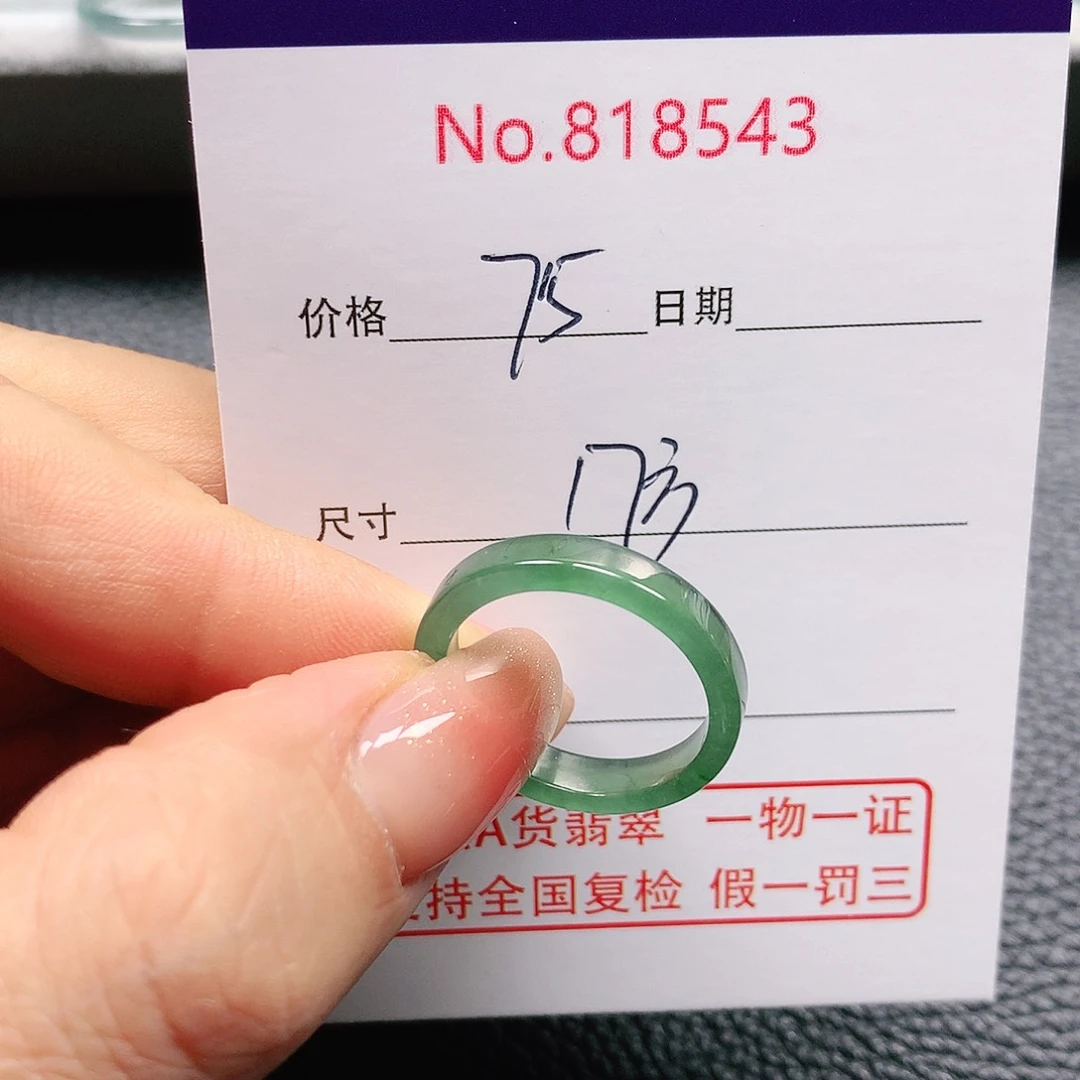 No.818543
价格 75 日期
尺寸 17
A货翡翠 一物一证
持全国复检 假一罚三